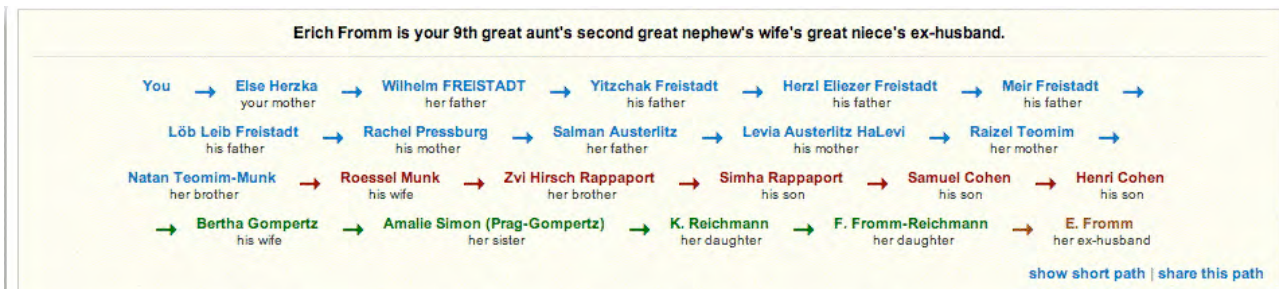 Erich Fromm is your 9th great aunt's second great nephew's wife's great niece's ex-husband.
You → Else Herzka → Wilhelm FREISTADT → Yitzchak Freistadt → Herzl Eliezer Freistadt → Meir Freistadt →
your mother her father his father his father his father
Löb Leib Freistadt → Rachel Pressburg → Salman Austerlitz → Levia Austerlitz HaLevi → Raizel Teomim →
his father his mother her father his mother her mother
Natan Teomim-Munk → Roessel Munk → Zvi Hirsch Rappaport → Simha Rappaport → Samuel Cohen → Henri Cohen
her brother his wife her brother his son his son his son
→ Bertha Gompertz → Amalie Simon (Prag-Gompertz) → K. Reichmann → F. Fromm-Reichmann → E. Fromm
his wife her sister her daughter her daughter her ex-husband
show short path | share this path